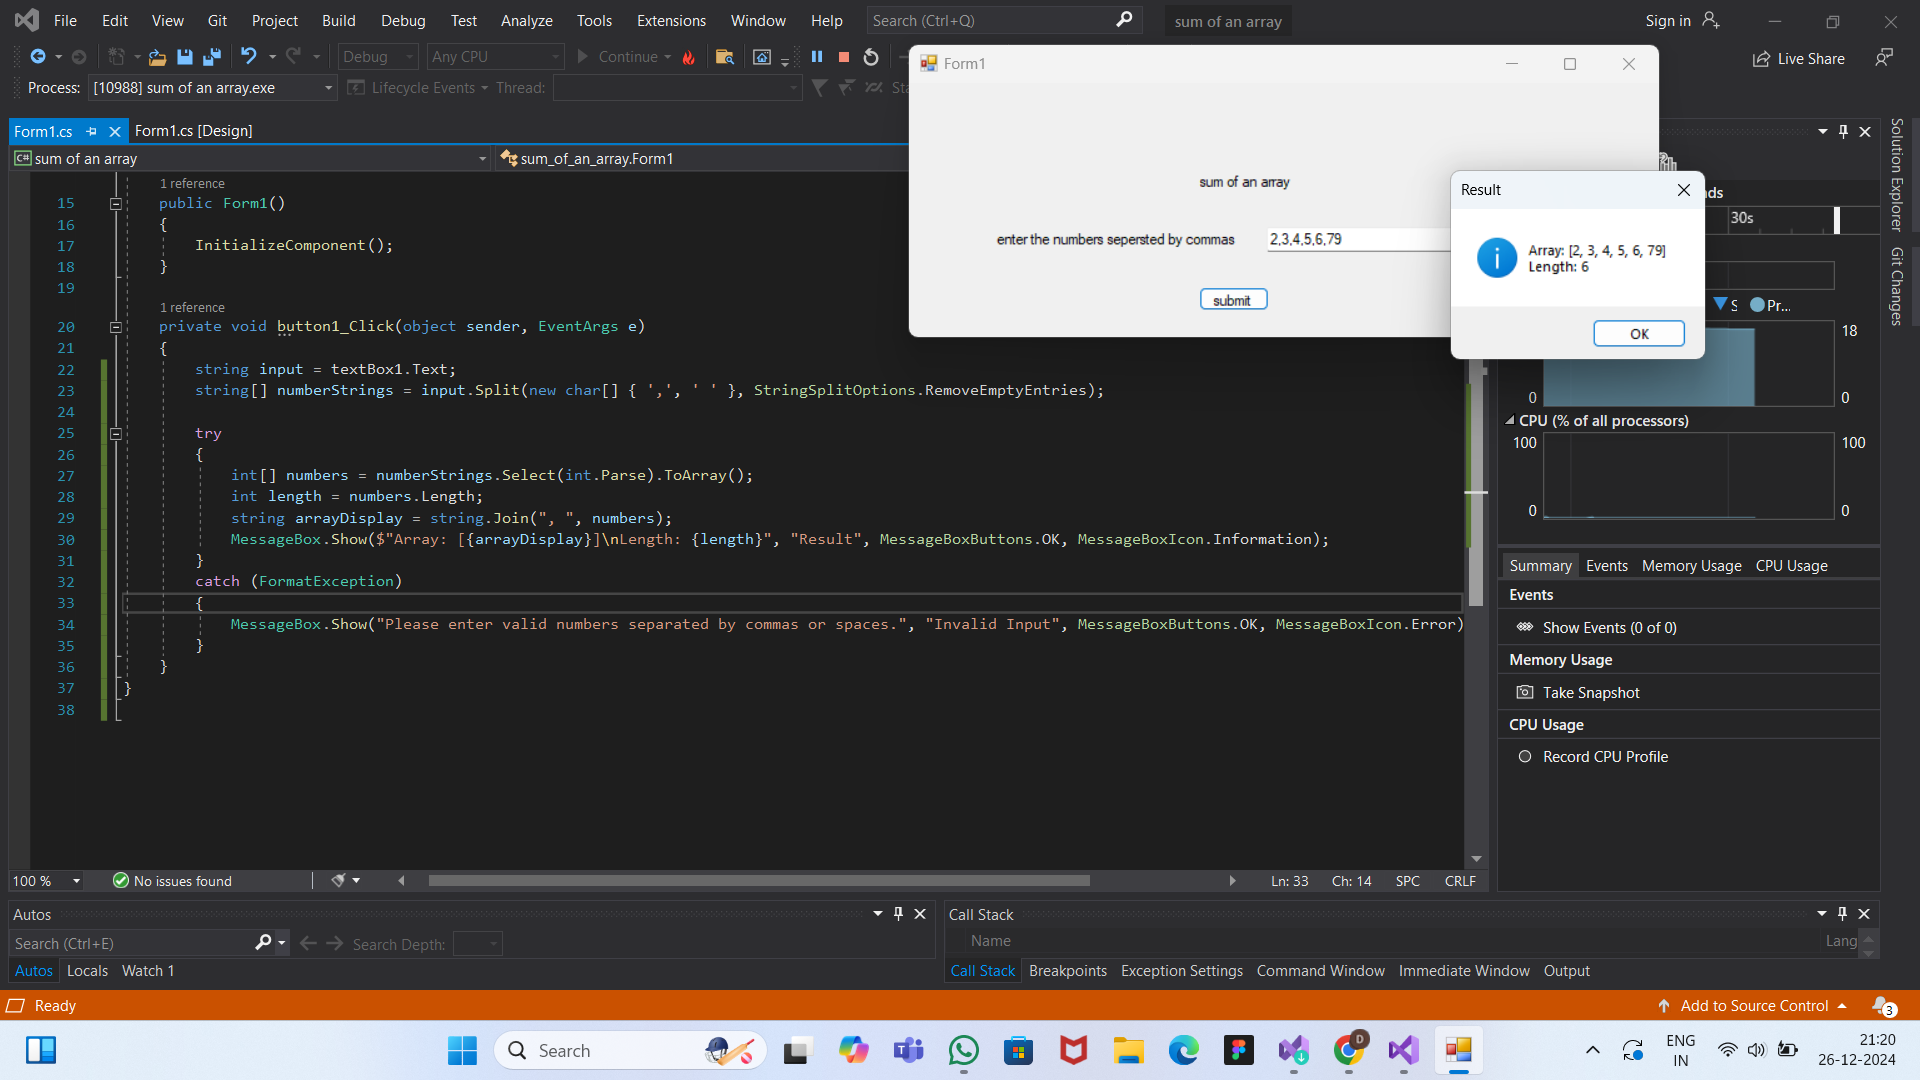 File Edit View Git Project Build Debug Test Analyze Tools Extensions Window Help Search (Ctrl+Q) sum of an array Sign in
Debug Any CPU Continue Live Share
Process: [10988] sum of an array.exe Lifecycle Events Thread:
Form1.cs Form1.cs [Design]
C# sum of an array sum_of_an_array.Form1
1 reference
15 public Form1()
16 {
17 InitializeComponent();
18 }
19
1 reference
20 private void button1_Click(object sender, EventArgs e)
21 {
22 string input = textBox1.Text;
23 string[] numberStrings = input.Split(new char[] { ',', ' ' }, StringSplitOptions.RemoveEmptyEntries);
24
25 try
26 {
27 int[] numbers = numberStrings.Select(int.Parse).ToArray();
28 int length = numbers.Length;
29 string arrayDisplay = string.Join(", ", numbers);
30 MessageBox.Show($"Array: [{arrayDisplay}]\nLength: {length}", "Result", MessageBoxButtons.OK, MessageBoxIcon.Information);
31 }
32 catch (FormatException)
33 {
34 MessageBox.Show("Please enter valid numbers separated by commas or spaces.", "Invalid Input", MessageBoxButtons.OK, MessageBoxIcon.Error)
35 }
36 }
37 }
38
100 % No issues found Ln: 33 Ch: 14 SPC CRLF
Form1
sum of an array
enter the numbers sepersted by commas 2,3,4,5,6,79
submit
Result
Array: [2, 3, 4, 5, 6, 79]
Length: 6
OK
30s
S Pr...
18
0 0
CPU (% of all processors)
100 100
0 0
Summary Events Memory Usage CPU Usage
Events
Show Events (0 of 0)
Memory Usage
Take Snapshot
CPU Usage
Record CPU Profile
Solution Explorer
Git Changes
Autos
Search (Ctrl+E) Search Depth:
Autos Locals Watch 1
Call Stack
Name Lang
Call Stack Breakpoints Exception Settings Command Window Immediate Window Output
Ready Add to Source Control 3
Search
D
ENG
IN
21:20
26-12-2024